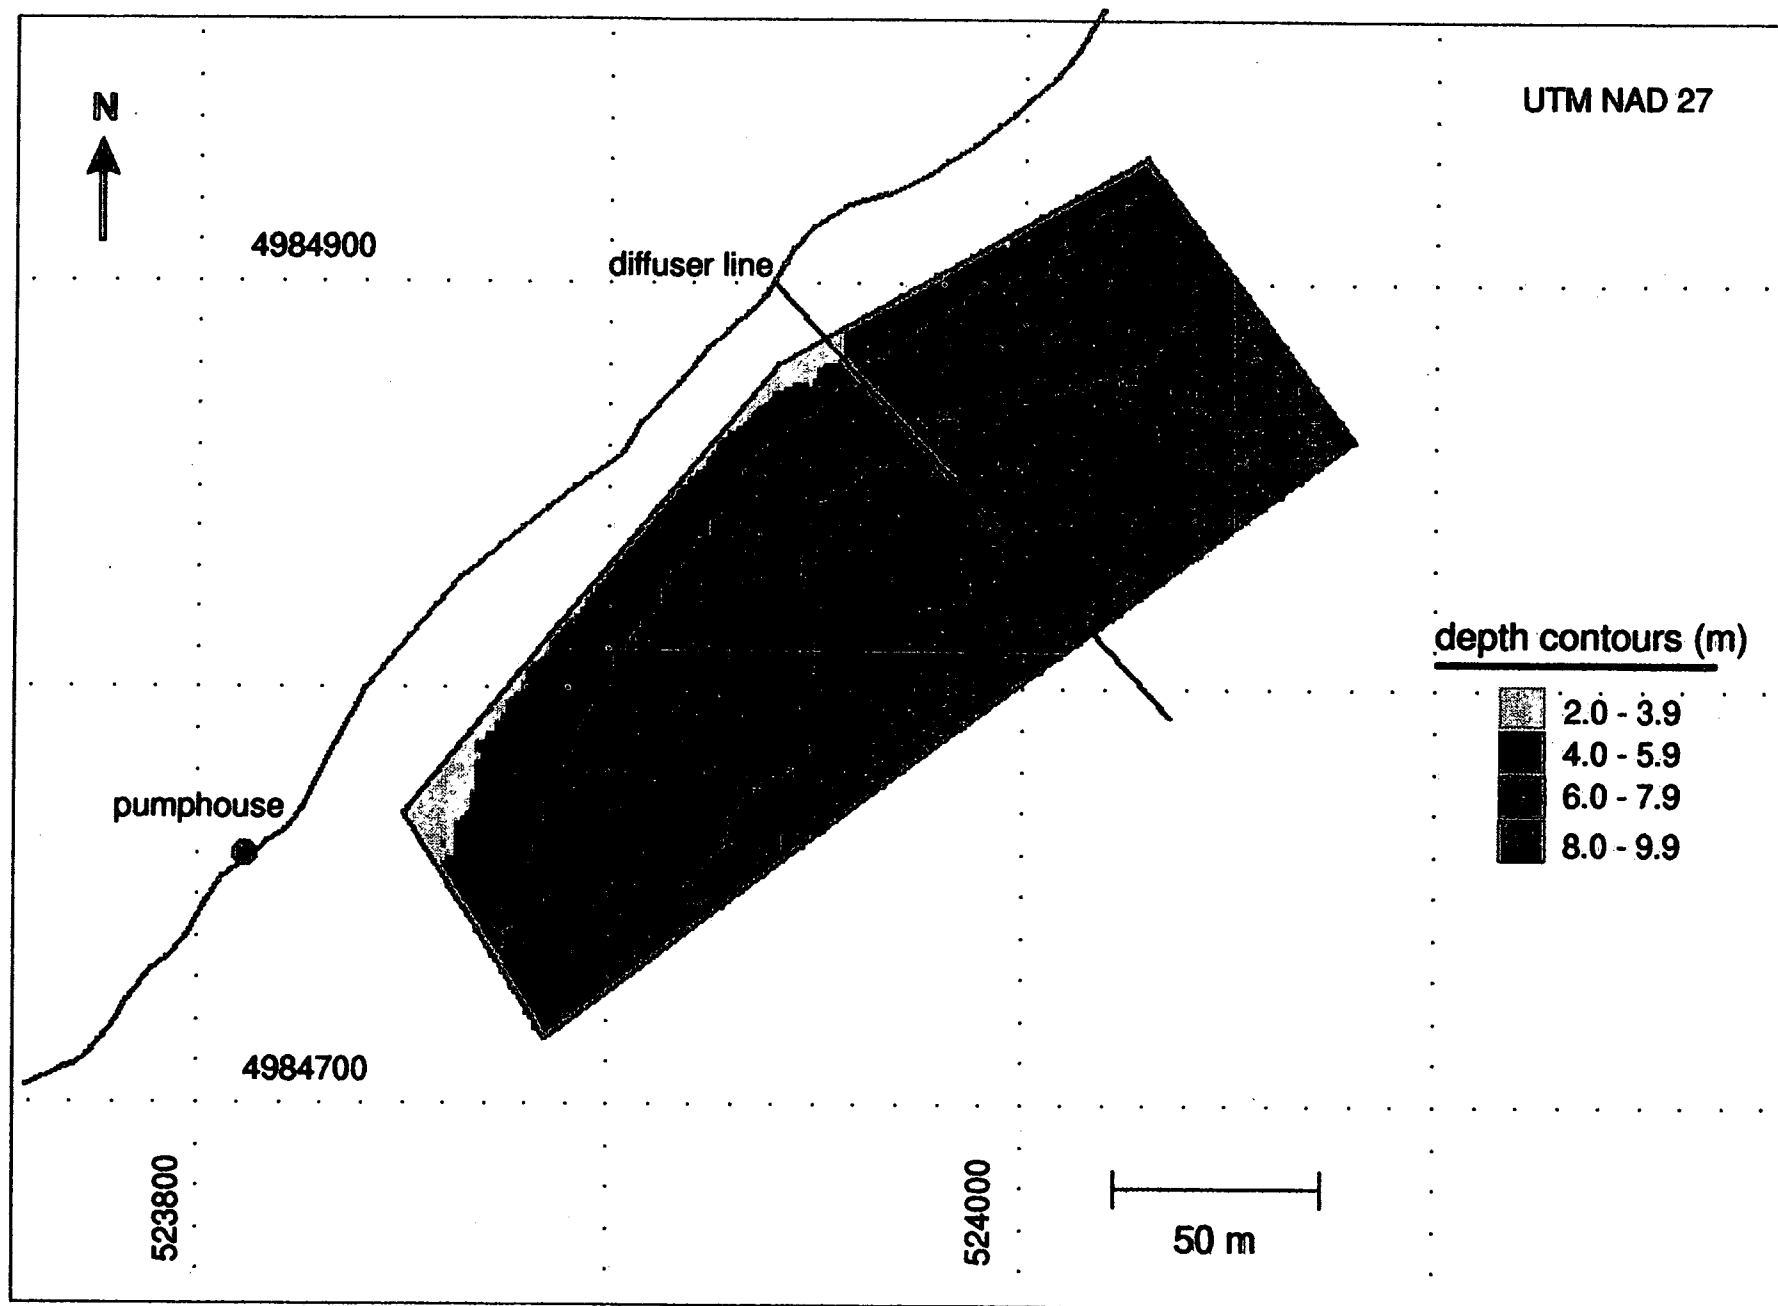 N
UTM NAD 27
4984900
diffuser line
depth contours (m)
2.0 - 3.9
4.0 - 5.9
6.0 - 7.9
8.0 - 9.9
pumphouse
4984700
523800
524000
50 m